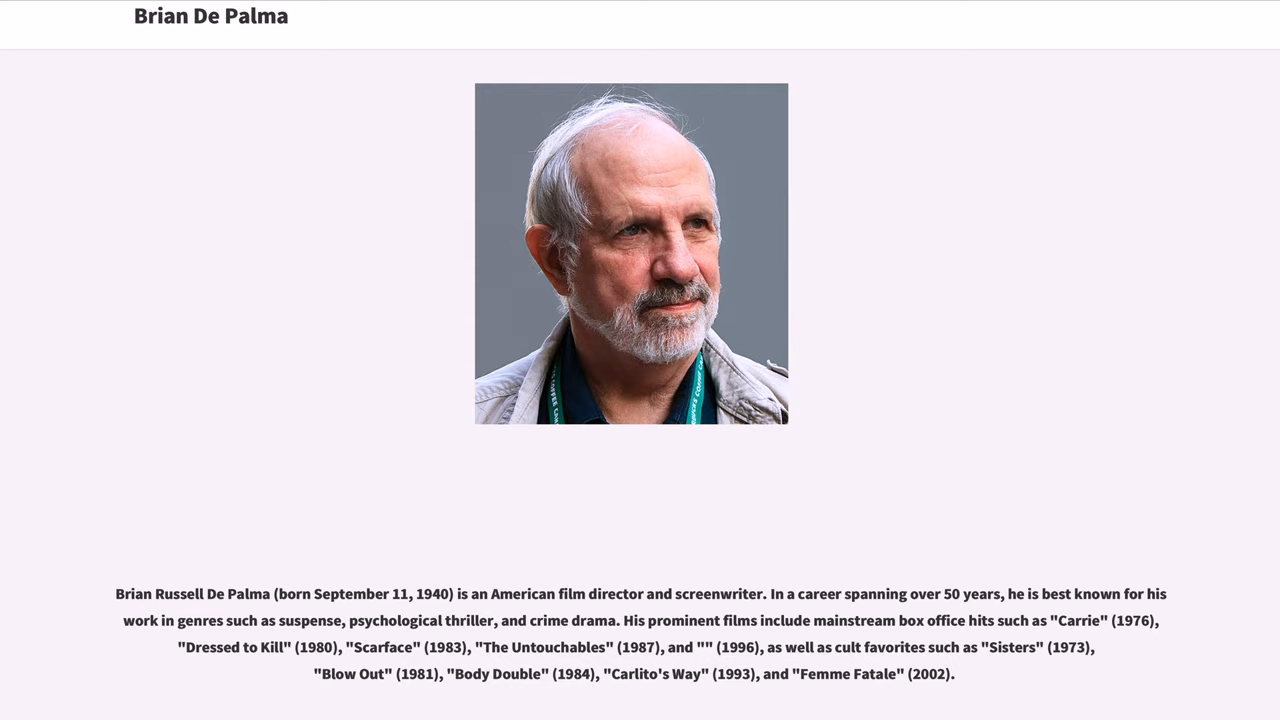 Brian De Palma
COFFEE CAN
COFFEE CA
Brian Russell De Palma (born September 11, 1940) is an American film director and screenwriter. In a career spanning over 50 years, he is best known for his
work in genres such as suspense, psychological thriller, and crime drama. His prominent films include mainstream box office hits such as "Carrie" (1976),
"Dressed to Kill" (1980), "Scarface" (1983), "The Untouchables" (1987), and "" (1996), as well as cult favorites such as "Sisters" (1973),
"Blow Out" (1981), "Body Double" (1984), "Carlito's Way" (1993), and "Femme Fatale" (2002).